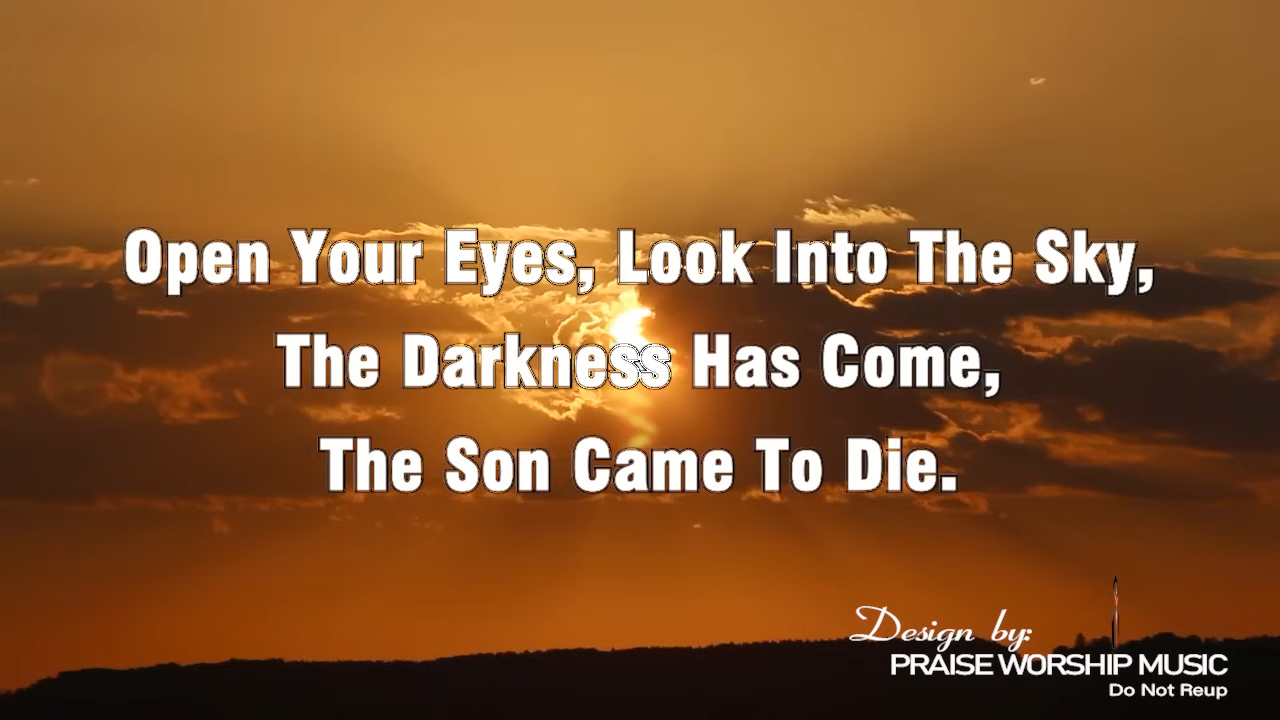 Open Your Eyes, Look Into The Sky,
The Darkness Has Come,
The Son Came To Die.
Design by:
PRAISE WORSHIP MUSIC
Do Not Reup